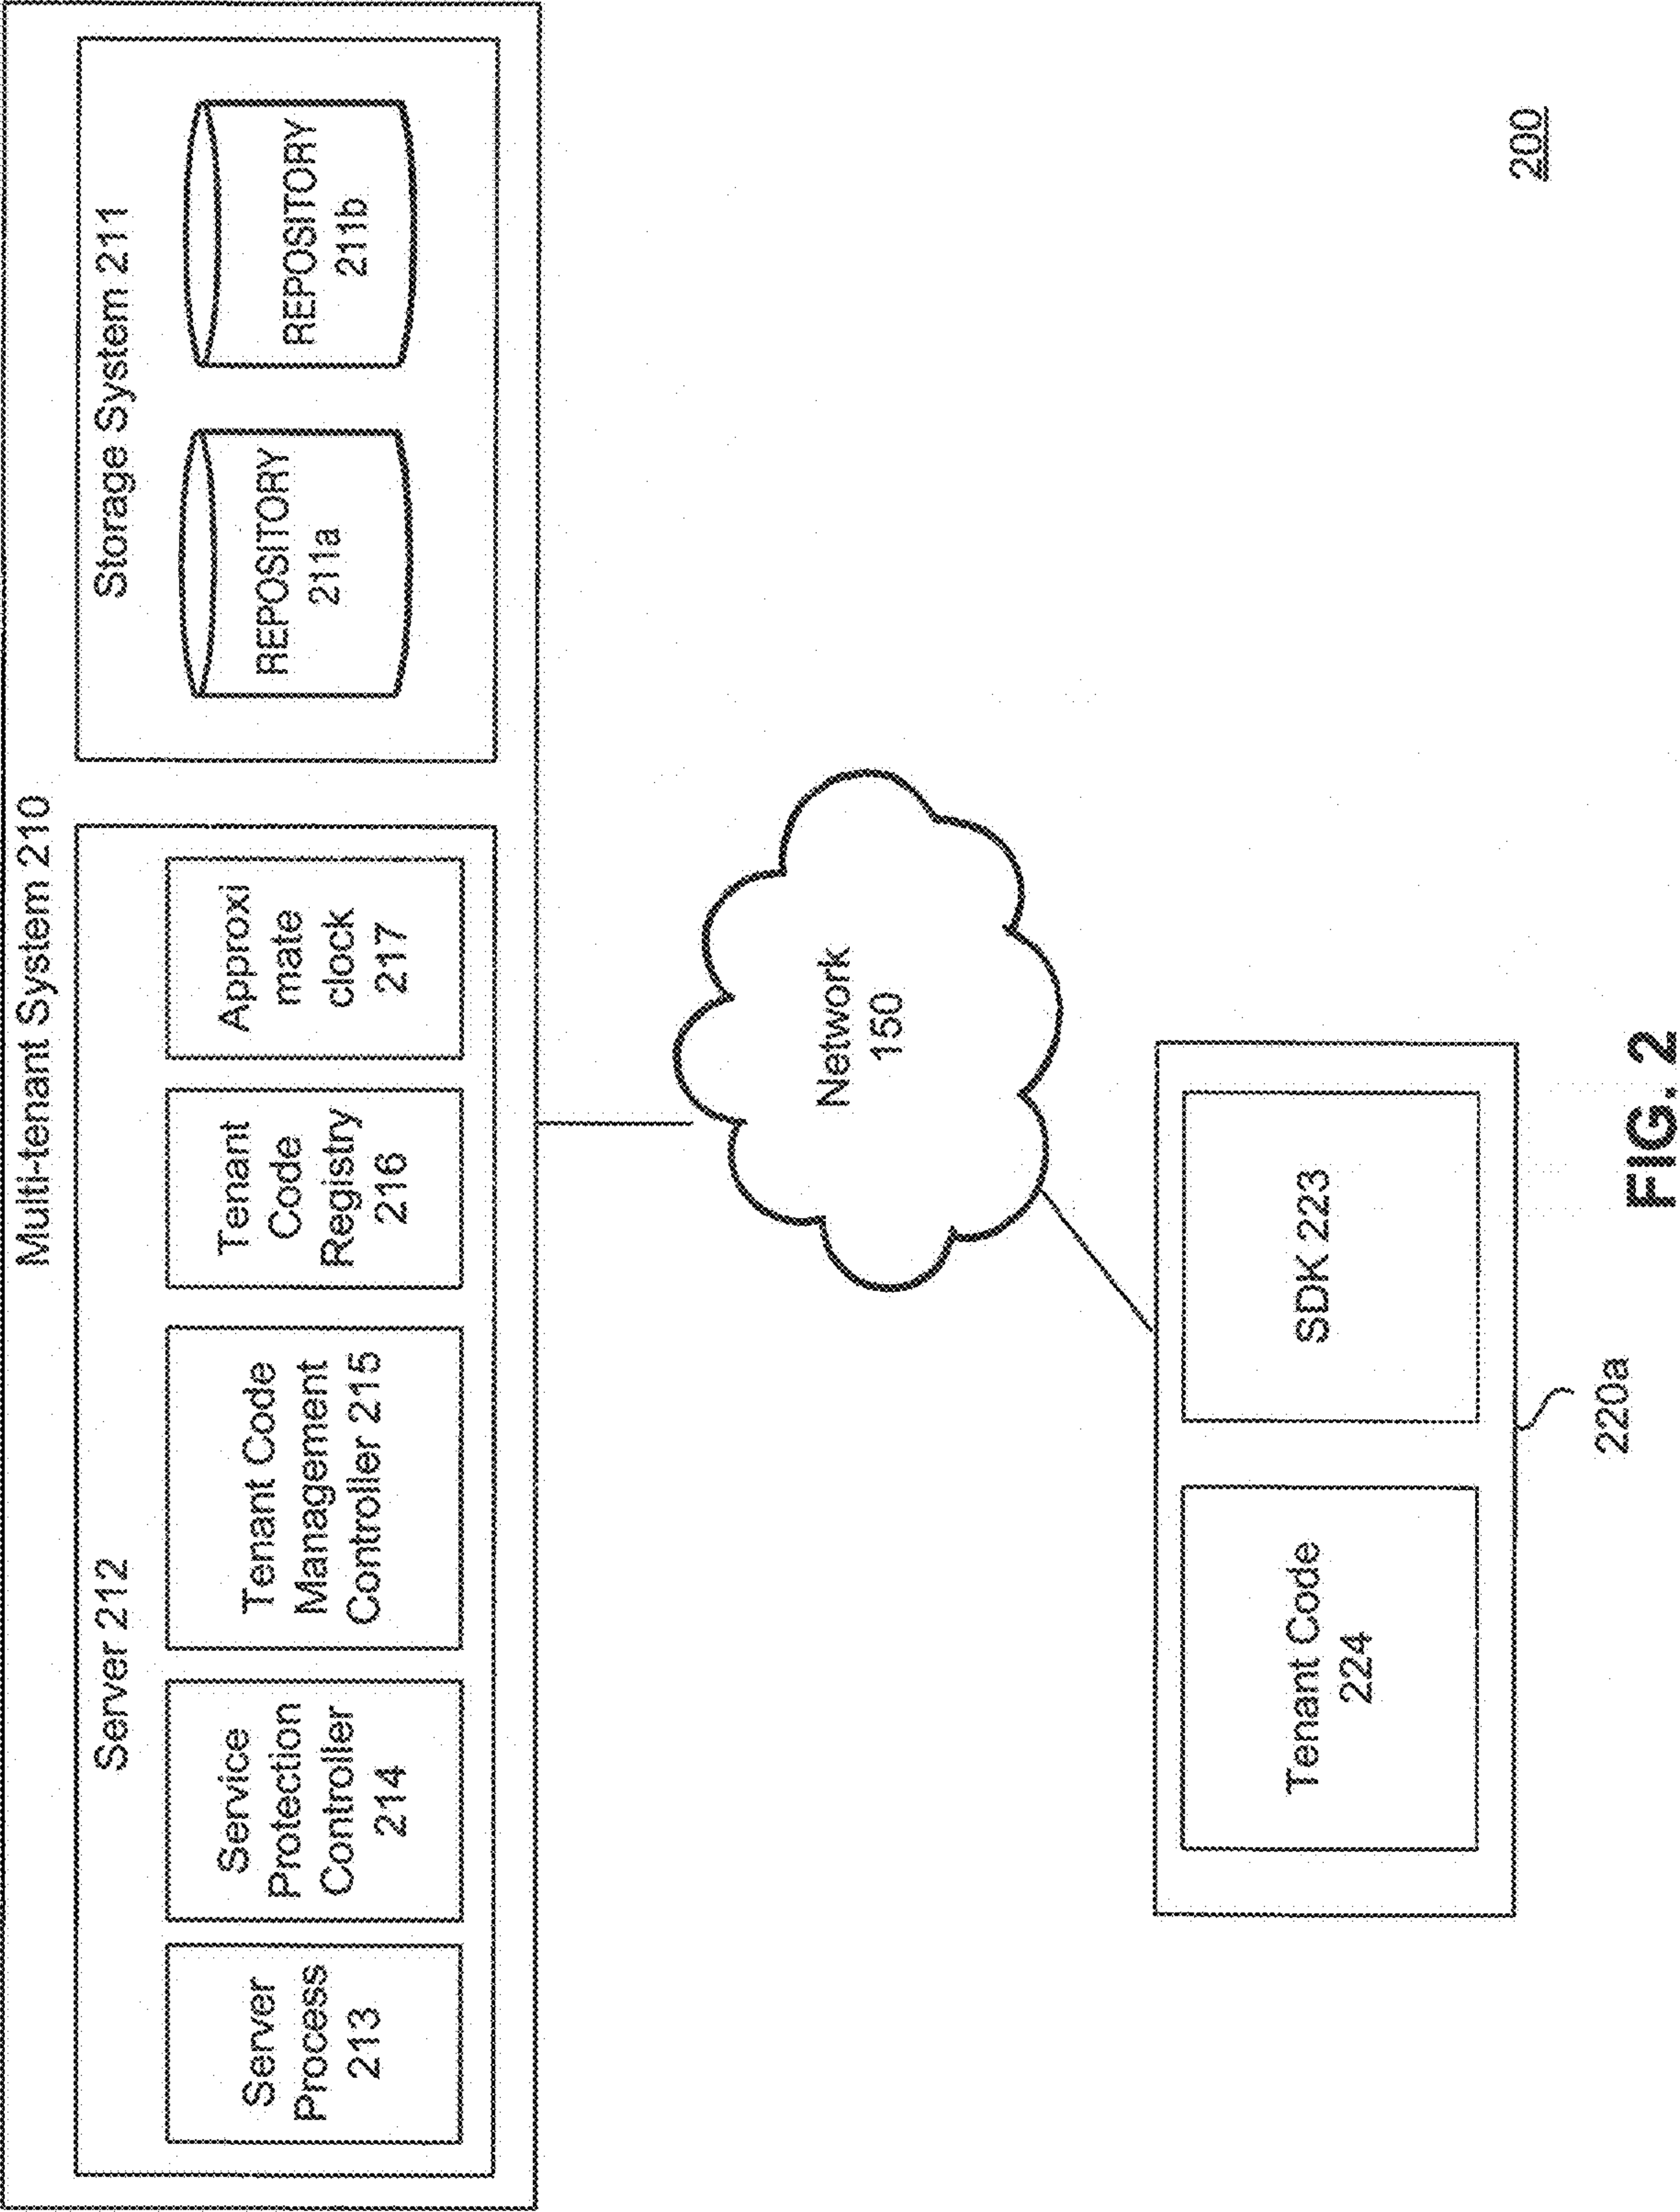 Multi-tenant System 210
Server 212
Server
Process
213
Service
Protection
Controller
214
Tenant Code
Management
Controller 215
Tenant
Code
Registry
216
Approxi
mate
clock
217
Storage System 211
REPOSITORY
211a
REPOSITORY
211b
Network
150
Tenant Code
224
SDK 223
220a
200
FIG. 2